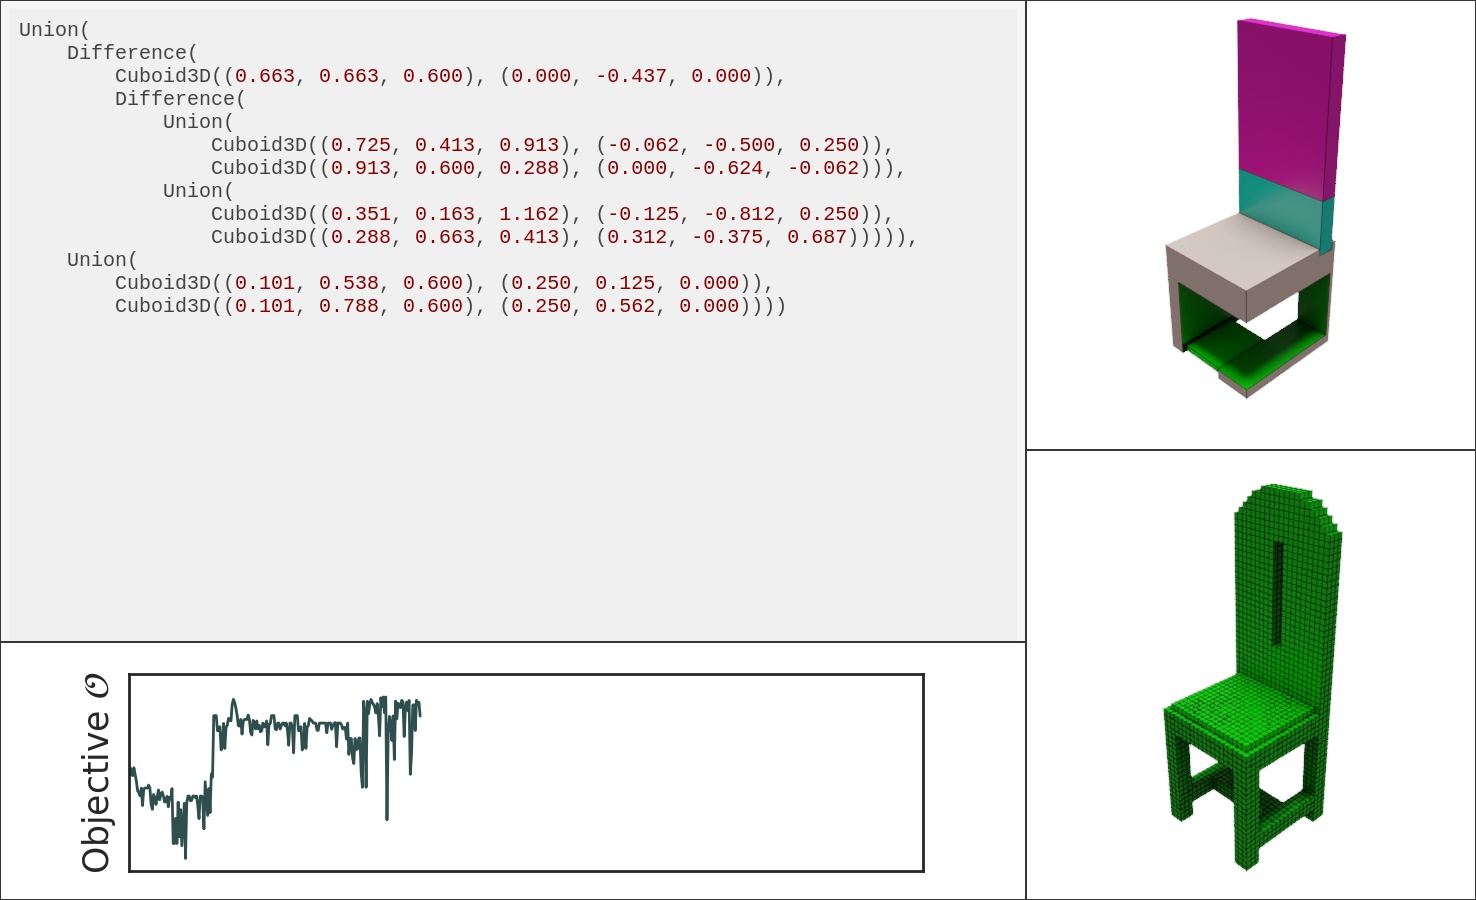 Union(
    Difference(
        Cuboid3D((0.663, 0.663, 0.600), (0.000, -0.437, 0.000)),
        Difference(
            Union(
                Cuboid3D((0.725, 0.413, 0.913), (-0.062, -0.500, 0.250)),
                Cuboid3D((0.913, 0.600, 0.288), (0.000, -0.624, -0.062))),
            Union(
                Cuboid3D((0.351, 0.163, 1.162), (-0.125, -0.812, 0.250)),
                Cuboid3D((0.288, 0.663, 0.413), (0.312, -0.375, 0.687))))),
    Union(
        Cuboid3D((0.101, 0.538, 0.600), (0.250, 0.125, 0.000)),
        Cuboid3D((0.101, 0.788, 0.600), (0.250, 0.562, 0.000))))
Objective 𝒪